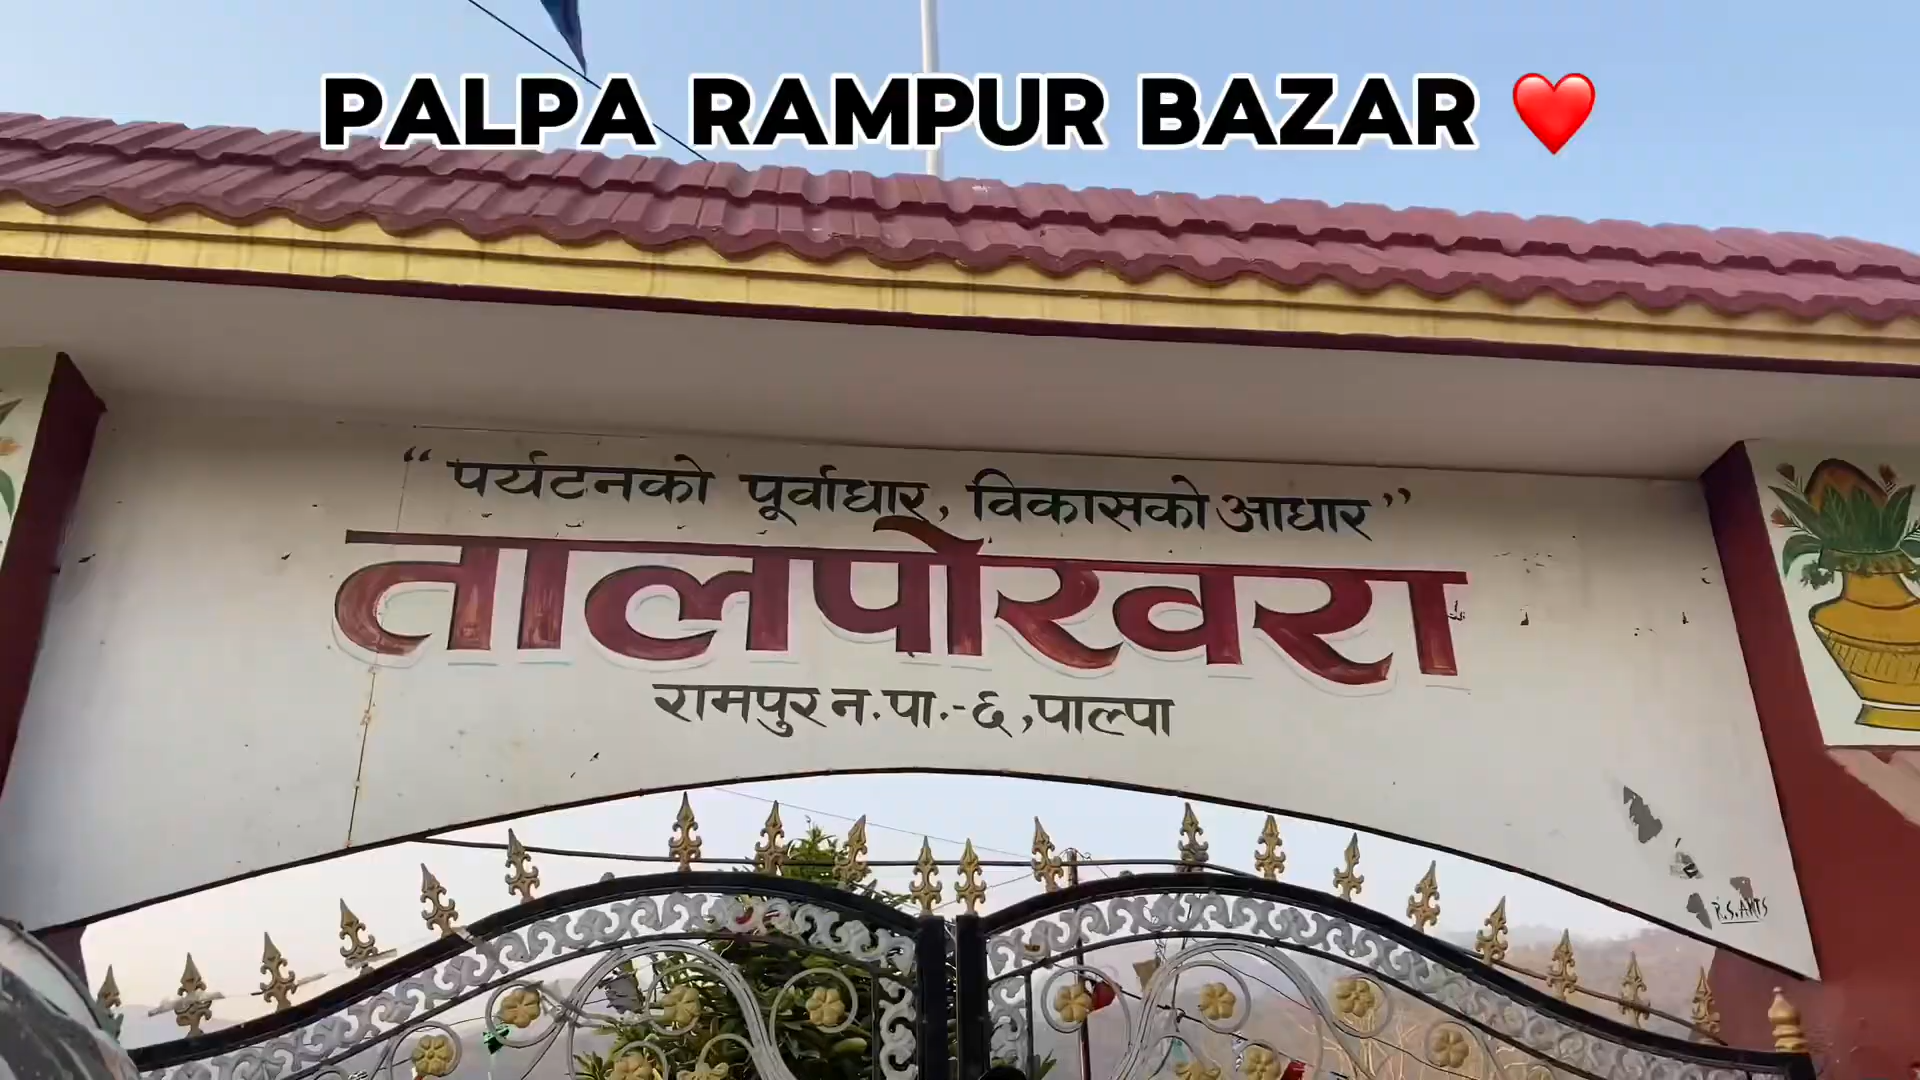 PALPA RAMPUR BAZAR ❤️
“पर्यटनको पूर्वाधार, विकासको आधार”
तालपोखरा
रामपुर न.पा.-६,पाल्पा
R.S.ARTS